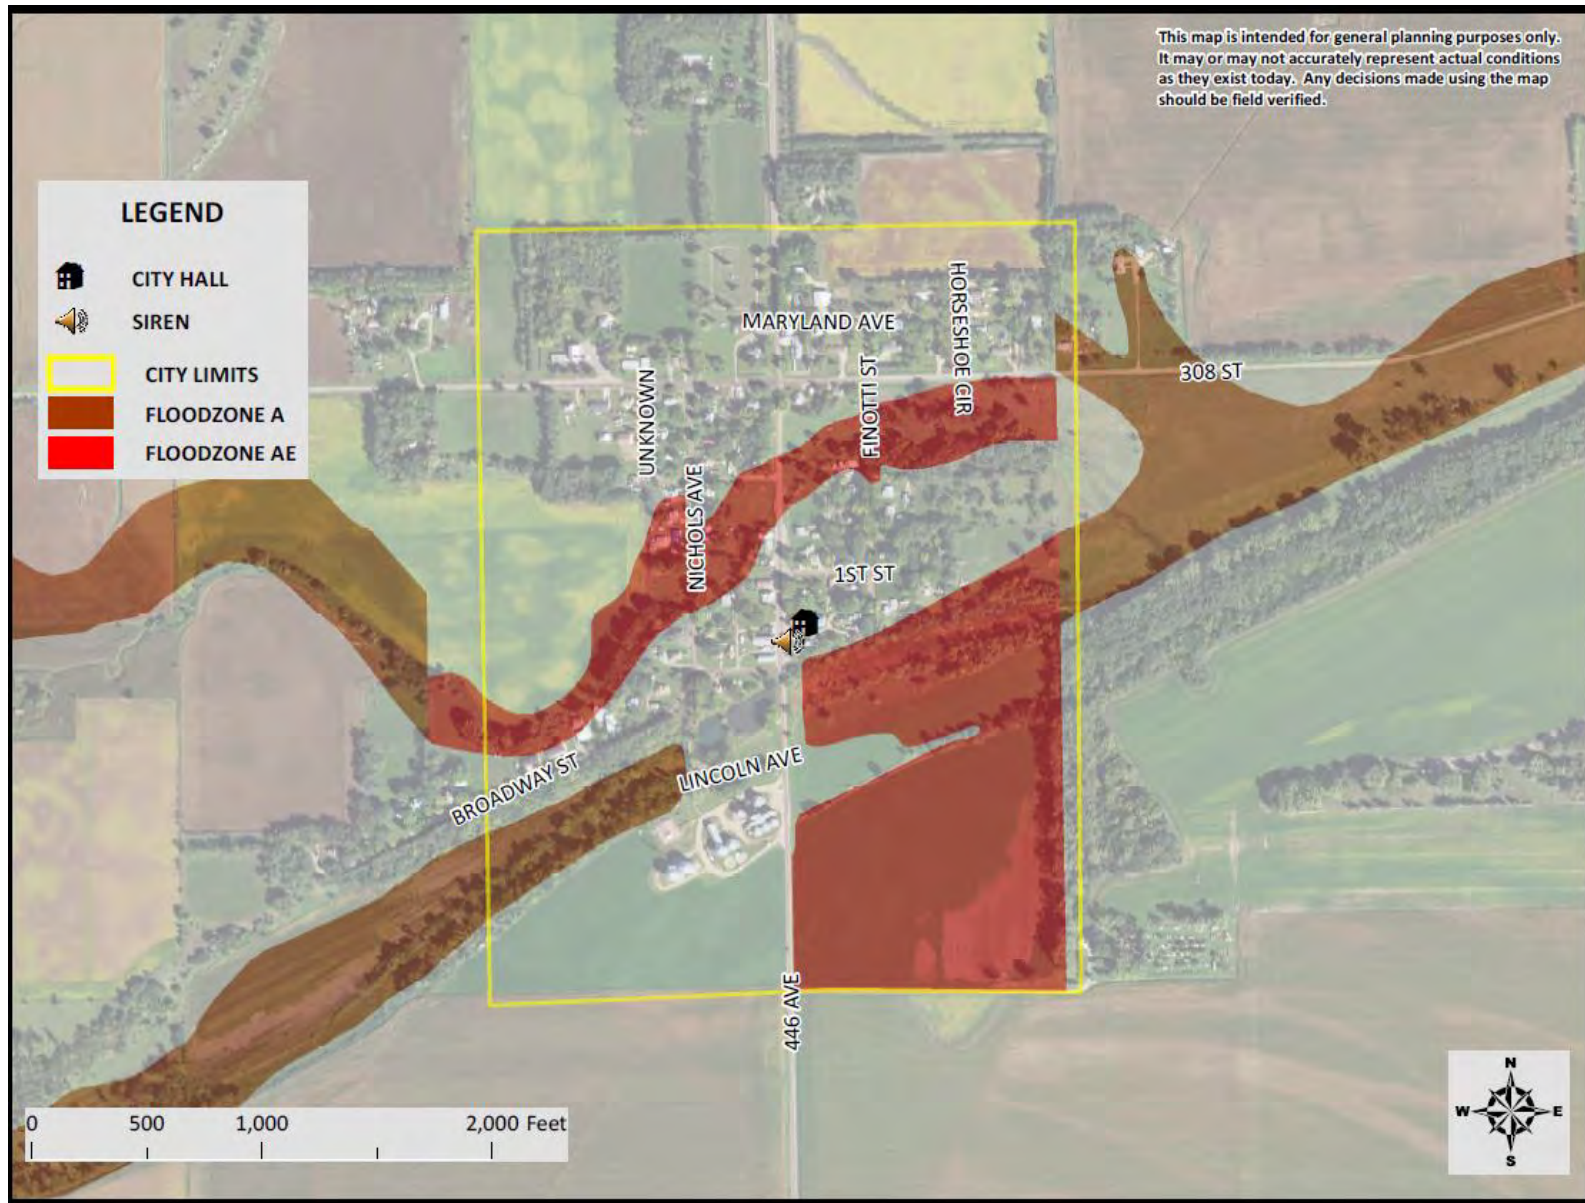 This map is intended for general planning purposes only.
It may or may not accurately represent actual conditions
as they exist today. Any decisions made using the map
should be field verified.
LEGEND
CITY HALL
SIREN
CITY LIMITS
FLOODZONE A
FLOODZONE AE
HORSESHOE CIR
MARYLAND AVE
308 ST
FINOTTI ST
UNKNOWN
NICHOLS AVE
1ST ST
LINCOLN AVE
BROADWAY ST
446 AVE
0 500 1,000 2,000 Feet
N
W E
S